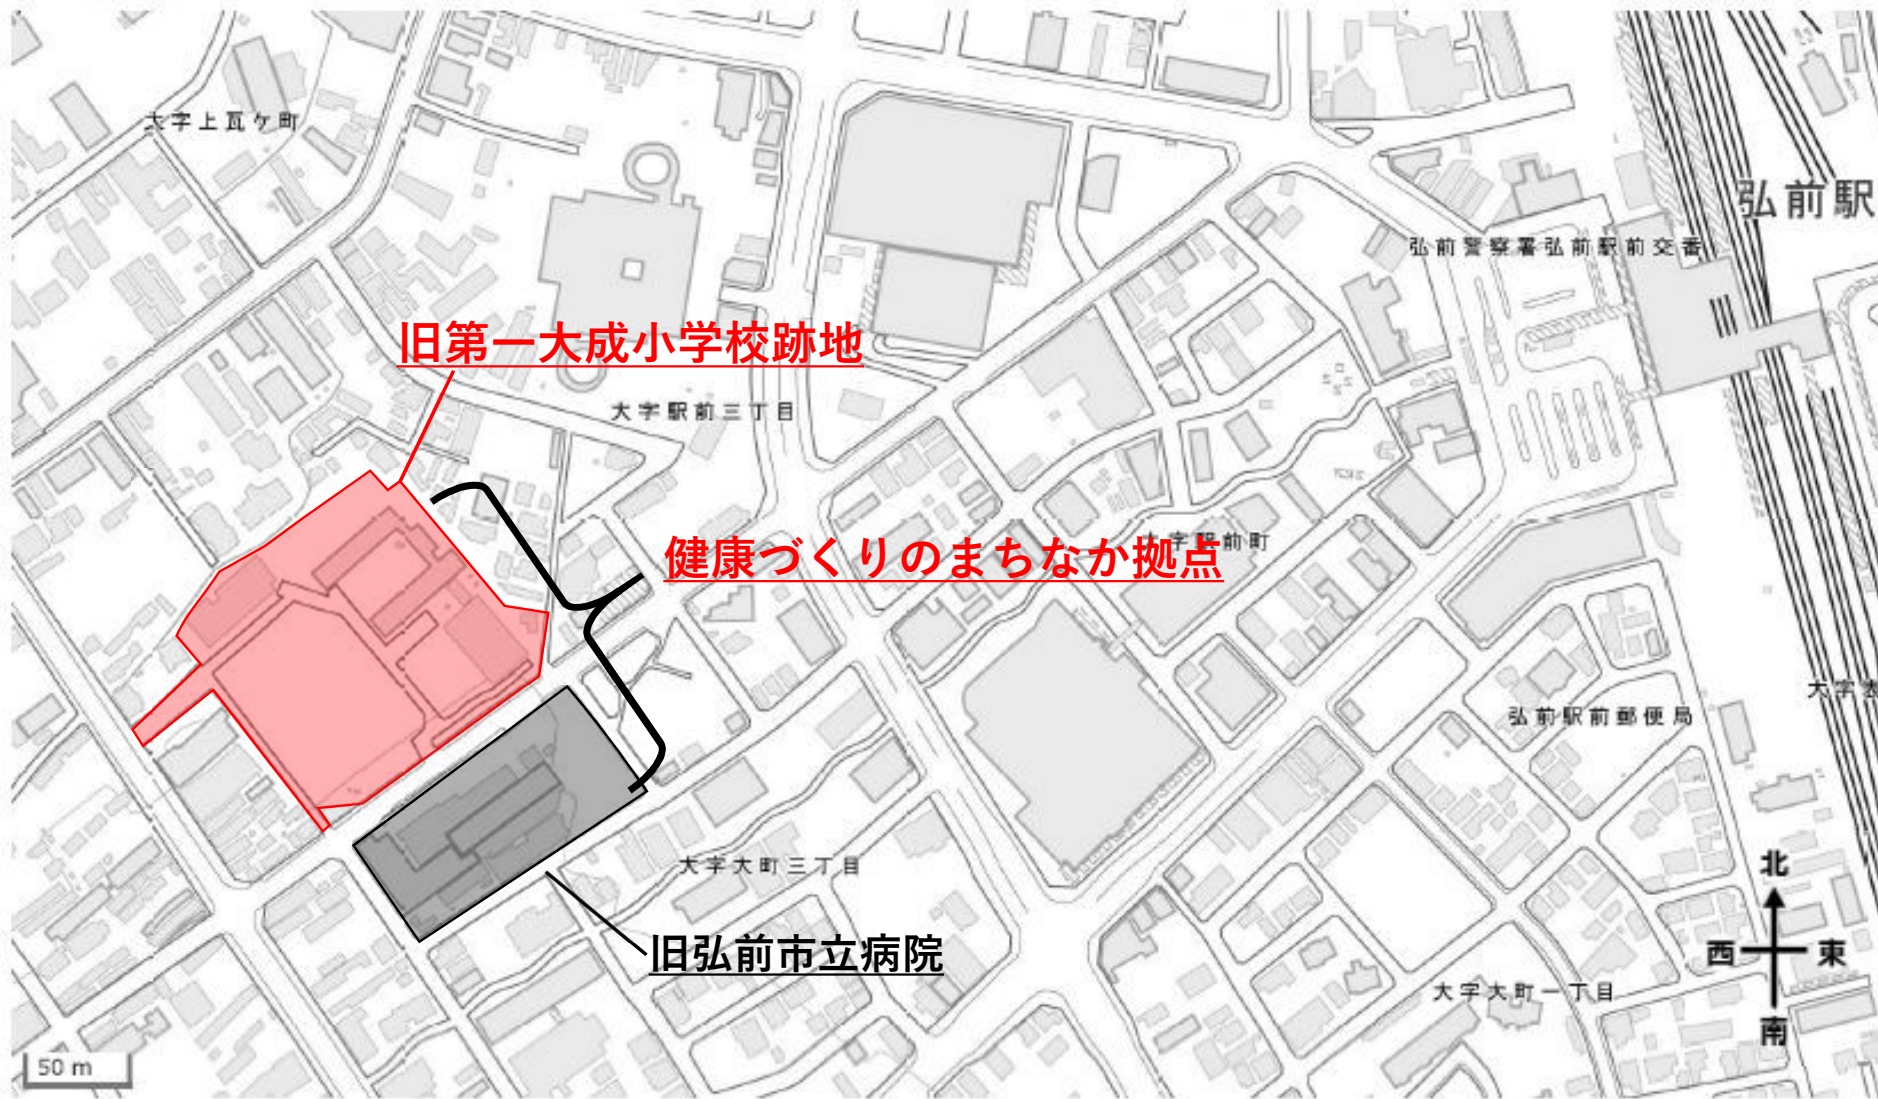 大字上瓦ケ町
弘前駅
弘前警察署弘前駅前交番
旧第一大成小学校跡地
大字駅前三丁目
大字駅前町
健康づくりのまちなか拠点
大字表
弘前駅前郵便局
大字大町三丁目
北
西
東
南
旧弘前市立病院
大字大町一丁目
50 m